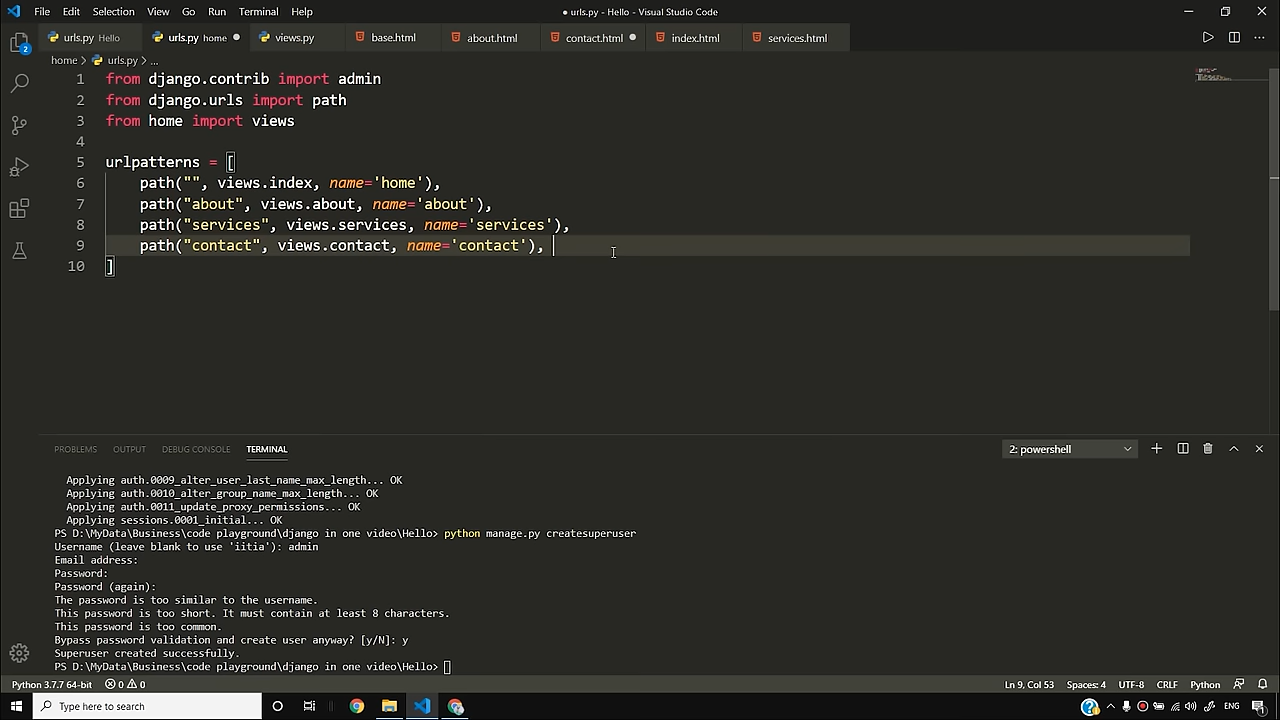 File Edit Selection View Go Run Terminal Help
● urls.py - Hello - Visual Studio Code
urls.py Hello
urls.py home
views.py
base.html
about.html
contact.html
index.html
services.html
2
home > urls.py > ...
1 from django.contrib import admin
2 from django.urls import path
3 from home import views
4
5 urlpatterns = [
6 path("", views.index, name='home'),
7 path("about", views.about, name='about'),
8 path("services", views.services, name='services'),
9 path("contact", views.contact, name='contact'),
10 ]
PROBLEMS OUTPUT DEBUG CONSOLE TERMINAL
2: powershell
Applying auth.0009_alter_user_last_name_max_length... OK
Applying auth.0010_alter_group_name_max_length... OK
Applying auth.0011_update_proxy_permissions... OK
Applying sessions.0001_initial... OK
PS D:\MyData\Business\code playground\django in one video\Hello> python manage.py createsuperuser
Username (leave blank to use 'iitia'): admin
Email address:
Password:
Password (again):
The password is too similar to the username.
This password is too short. It must contain at least 8 characters.
This password is too common.
Bypass password validation and create user anyway? [y/N]: y
Superuser created successfully.
PS D:\MyData\Business\code playground\django in one video\Hello>
Python 3.7.7 64-bit 0 0
Ln 9, Col 53 Spaces: 4 UTF-8 CRLF Python
Type here to search
ENG